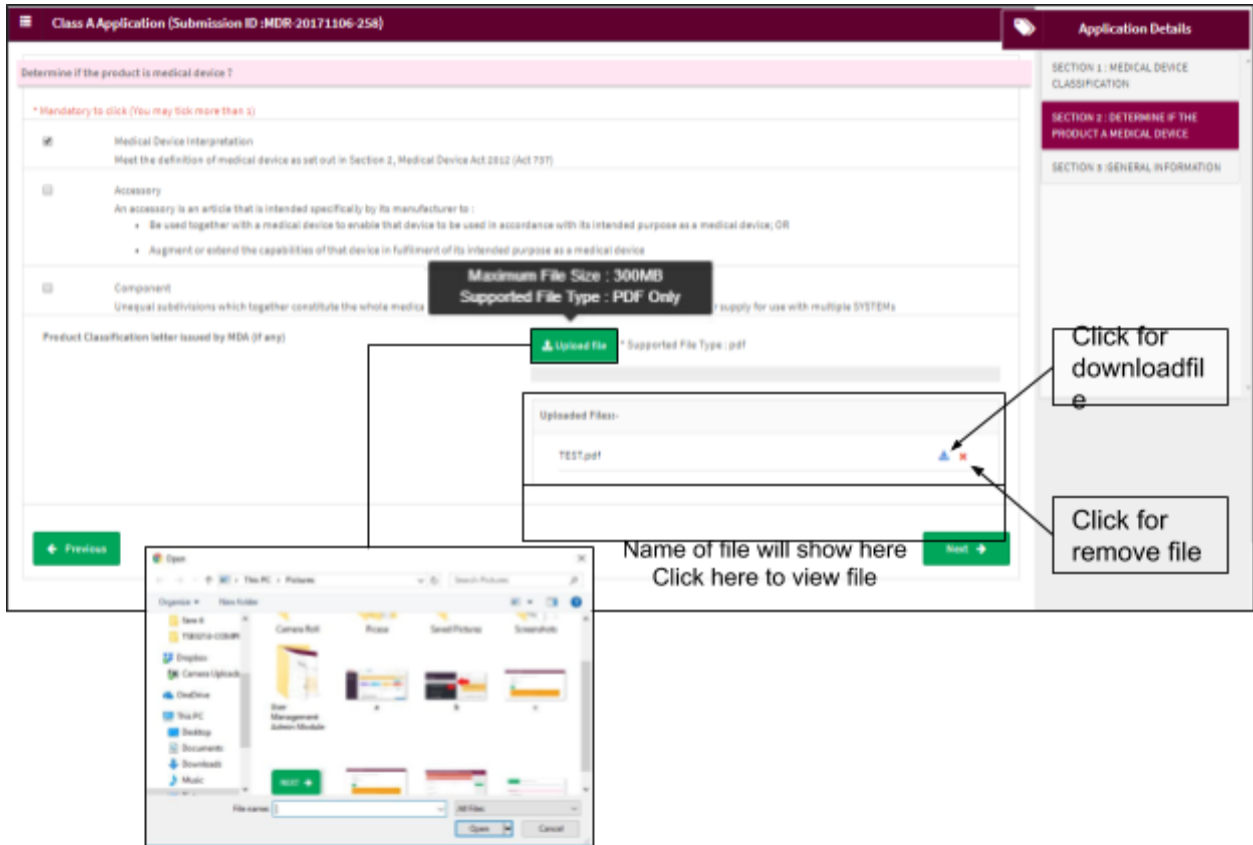 Class A Application (Submission ID :MDR-20171106-258)
Application Details
Determine if the product is medical device ?
SECTION 1 : MEDICAL DEVICE
CLASSIFICATION
SECTION 2 : DETERMINE IF THE
PRODUCT A MEDICAL DEVICE
SECTION 3 :GENERAL INFORMATION
* Mandatory to click (You may tick more than 1)
Medical Device Interpretation
Meet the definition of medical device as set out in Section 2, Medical Device Act 2012 (Act 737)
Accessory
An accessory is an article that is intended specifically by its manufacturer to :
Be used together with a medical device to enable that device to be used in accordance with its intended purpose as a medical device; OR
Augment or extend the capabilities of that device in fulfilment of its intended purpose as a medical device
Maximum File Size : 300MB
Supported File Type : PDF Only
Component
Unequal subdivisions which together constitute the whole medica
supply for use with multiple SYSTEMs
Product Classification letter issued by MDA (if any)
Upload file
* Supported File Type : pdf
Click for
downloadfil
e
Uploaded Files:-
TEST.pdf
Click for
remove file
Previous
Name of file will show here
Click here to view file
Next
Open
This PC
Pictures
Search Pictures
Organize
New folder
Save it
Camera Roll
Picasa
Saved Pictures
Screenshots
Dropbox
Camera Uploads
OneDrive
This PC
Desktop
Documents
Downloads
Music
User
Management
Admin Module
a
b
c
NEXT
File name:
All Files
Open
Cancel